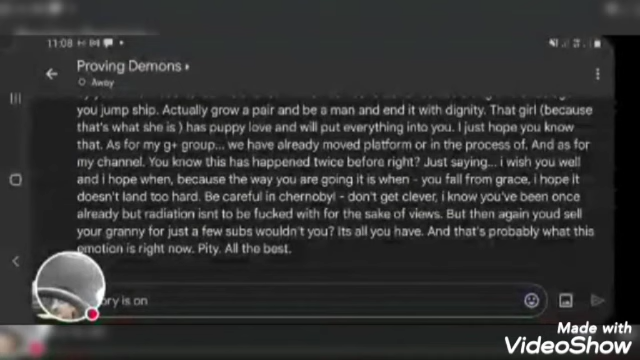 11:08
Proving Demons
Away
you jump ship. Actually grow a pair and be a man and end it with dignity. That girl (because
that's what she is ) has puppy love and will put everything into you. I just hope you know
that. As for my g+ group... we have already moved platform or in the process of. And as for
my channel. You know this has happened twice before right? Just saying... i wish you well
and i hope when, because the way you are going it is when - you fall from grace, i hope it
doesn't land too hard. Be careful in chernobyl - don't get clever, i know you've been once
already but radiation isnt to be fucked with for the sake of views. But then again youd sell
your granny for just a few subs wouldn't you? Its all you have. And that's probably what this
emotion is right now. Pity. All the best.
ory is on
Made with
VideoShow